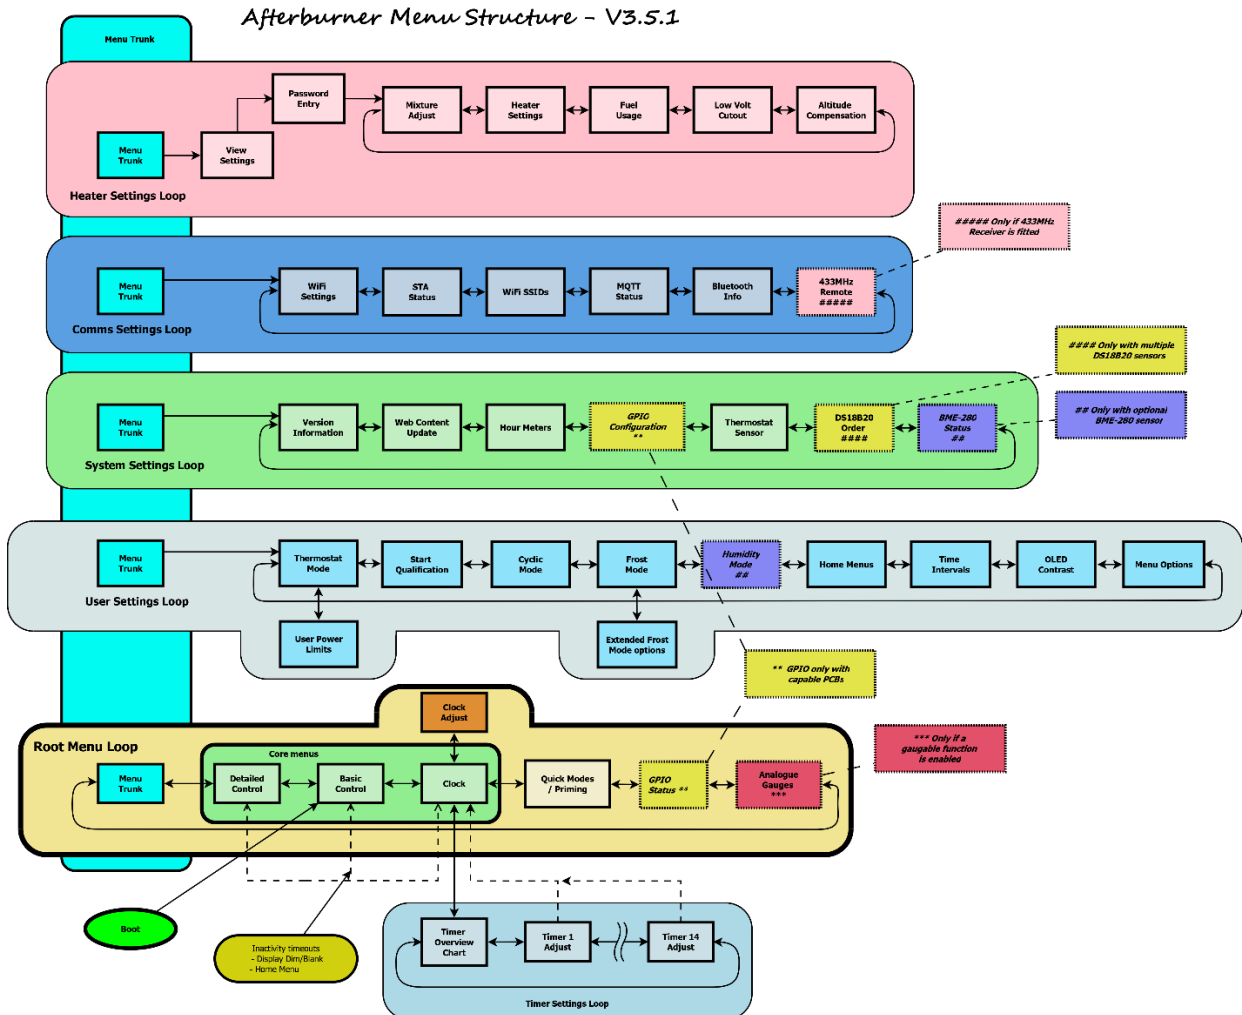 Afterburner Menu Structure - V3.5.1
Menu Trunk
Password
Entry
Mixture
Adjust
Heater
Settings
Fuel
Usage
Low Volt
Cutout
Altitude
Compensation
Menu
Trunk
View
Settings
Heater Settings Loop
##### Only if 433MHz
Receiver is fitted
Menu
Trunk
WiFi
Settings
STA
Status
WiFi SSIDs
MQTT
Status
Bluetooth
Info
433MHz
Remote
#####
Comms Settings Loop
#### Only with multiple
DS18B20 sensors
Menu
Trunk
Version
Information
Web Content
Update
Hour Meters
GPIO
Configuration
**
Thermostat
Sensor
DS18B20
Order
####
BME-280
Status
##
## Only with optional
BME-280 sensor
System Settings Loop
Menu
Trunk
Thermostat
Mode
Start
Qualification
Cyclic
Mode
Frost
Mode
Humidity
Mode
##
Home Menus
Time
Intervals
OLED
Contrast
Menu Options
User Settings Loop
User Power
Limits
Extended Frost
Mode options
** GPIO only with
capable PCBs
Clock
Adjust
Root Menu Loop
Core menus
*** Only if a
gaugable function
is enabled
Menu
Trunk
Detailed
Control
Basic
Control
Clock
Quick Modes
/ Priming
GPIO
Status **
Analogue
Gauges
***
Boot
Inactivity timeouts
- Display Dim/Blank
- Home Menu
Timer
Overview
Chart
Timer 1
Adjust
Timer 14
Adjust
Timer Settings Loop